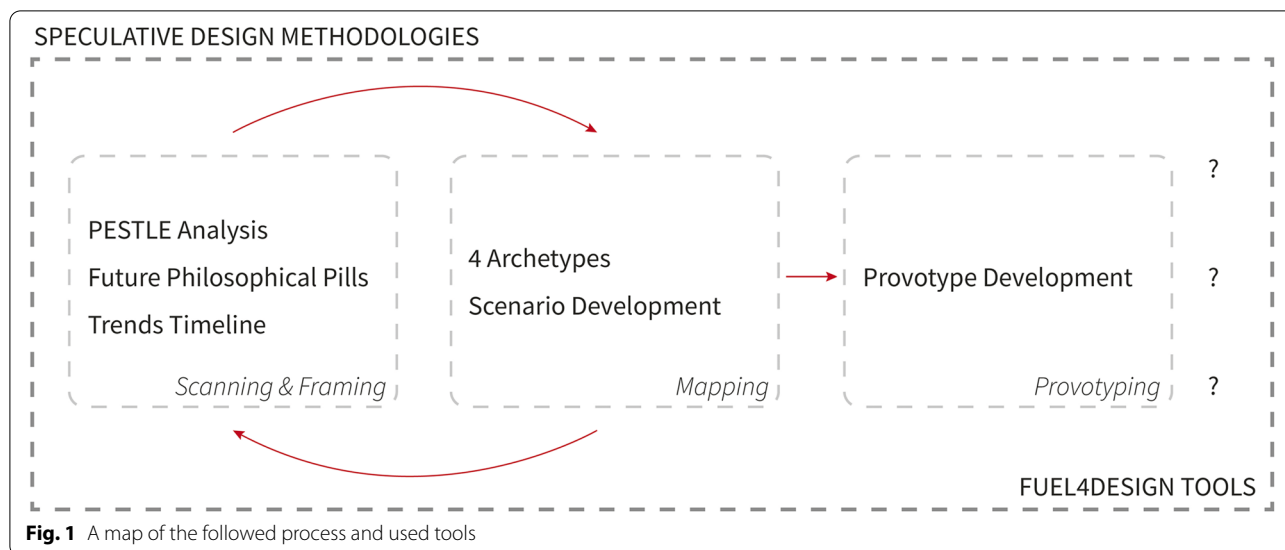 SPECULATIVE DESIGN METHODOLOGIES
PESTLE Analysis
Future Philosophical Pills
Trends Timeline
Scanning & Framing
4 Archetypes
Scenario Development
Mapping
Provotype Development
Provotyping
?
?
?
FUEL4DESIGN TOOLS
Fig. 1 A map of the followed process and used tools